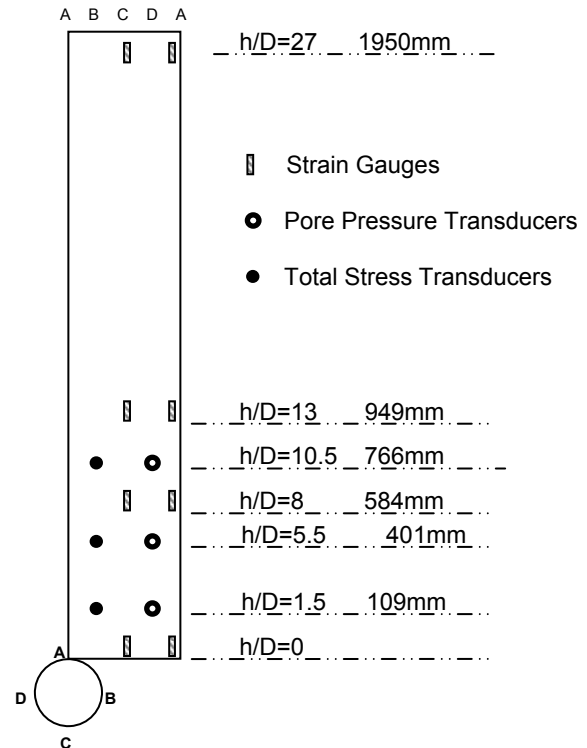 A B C D A
h/D=27 1950mm
Strain Gauges
Pore Pressure Transducers
Total Stress Transducers
h/D=13 949mm
h/D=10.5 766mm
h/D=8 584mm
h/D=5.5 401mm
h/D=1.5 109mm
h/D=0
A
D B
C